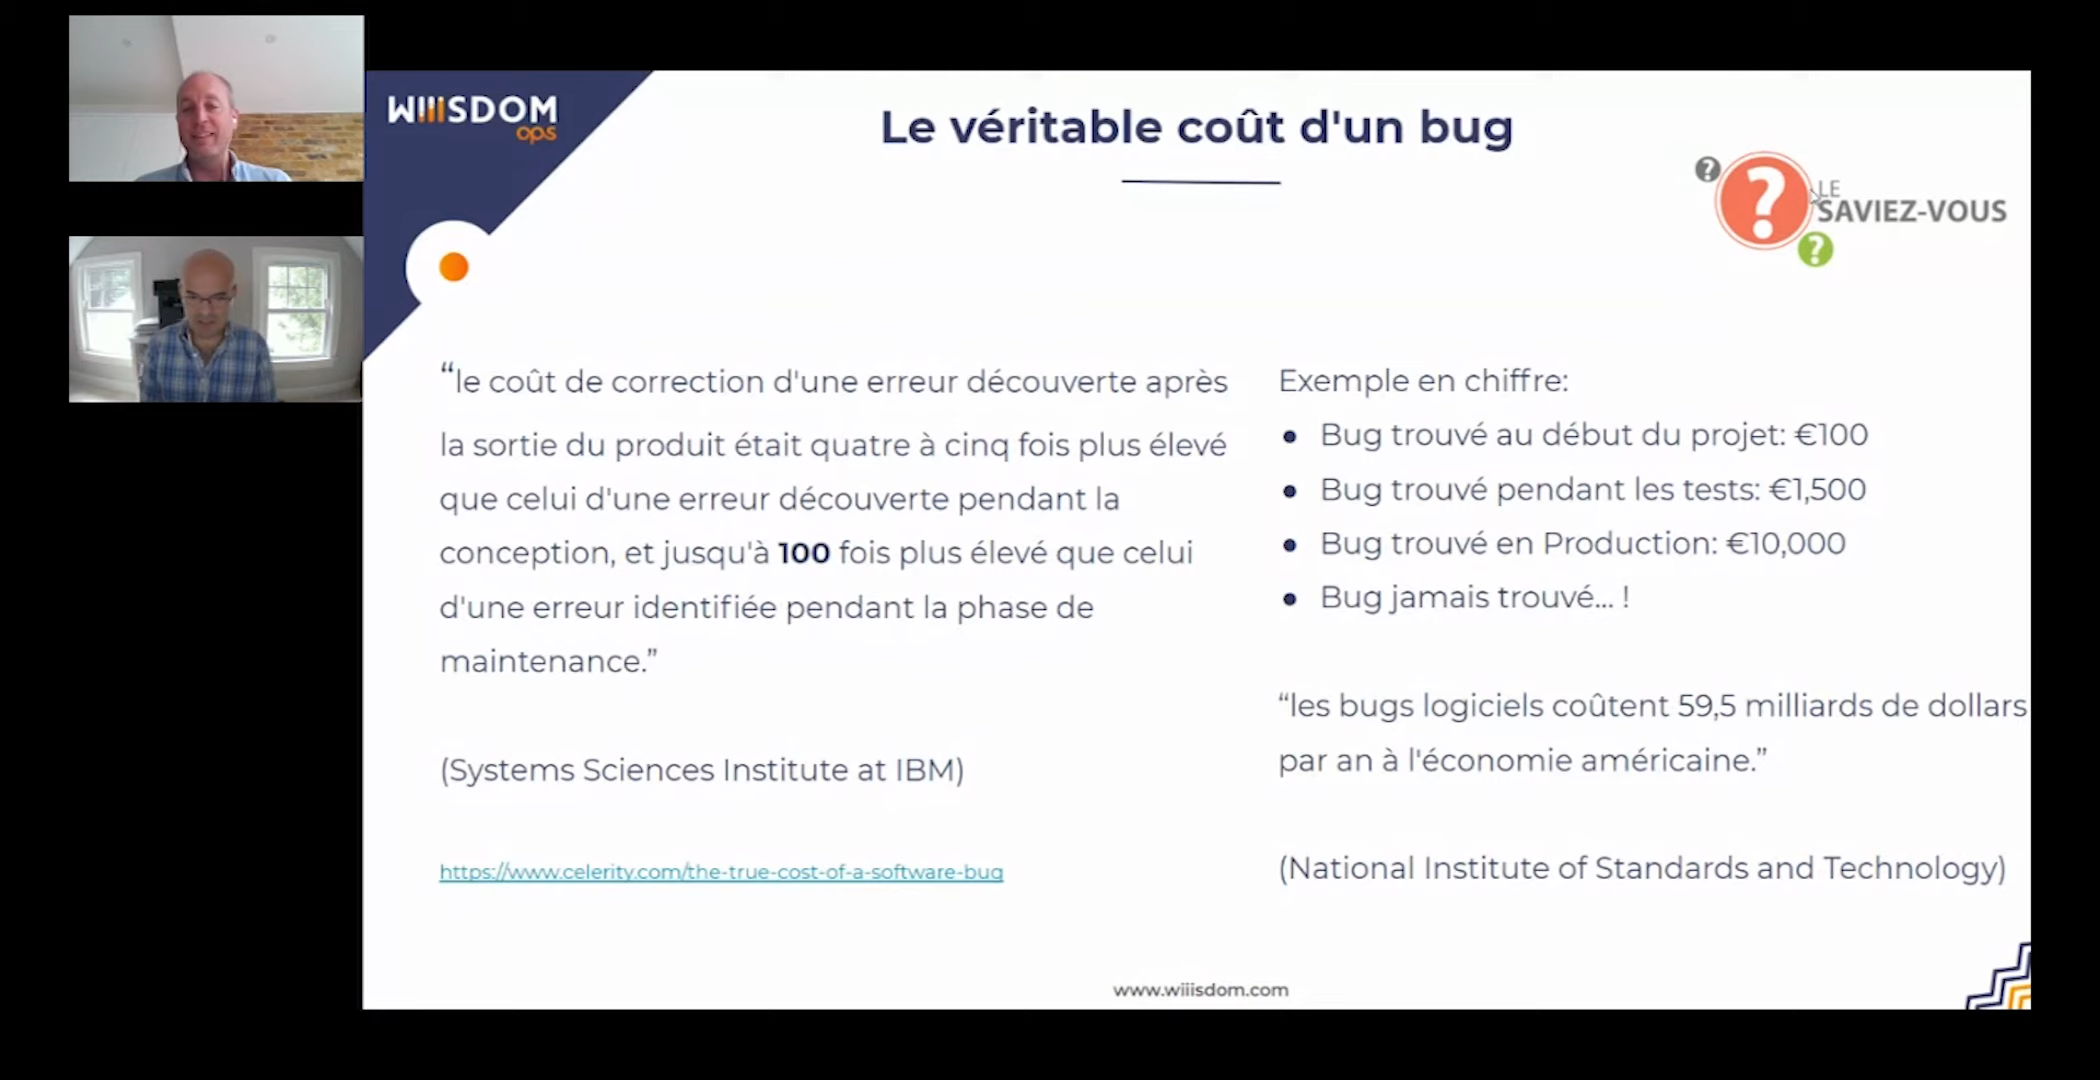 WIIISDOM
ops
Le véritable coût d'un bug
LE
SAVIEZ-VOUS
“le coût de correction d'une erreur découverte après
la sortie du produit était quatre à cinq fois plus élevé
que celui d'une erreur découverte pendant la
conception, et jusqu'à 100 fois plus élevé que celui
d'une erreur identifiée pendant la phase de
maintenance.”
(Systems Sciences Institute at IBM)
https://www.celerity.com/the-true-cost-of-a-software-bug
Exemple en chiffre:
● Bug trouvé au début du projet: €100
● Bug trouvé pendant les tests: €1,500
● Bug trouvé en Production: €10,000
● Bug jamais trouvé... !
“les bugs logiciels coûtent 59,5 milliards de dollars
par an à l'économie américaine.”
(National Institute of Standards and Technology)
www.wiiisdom.com